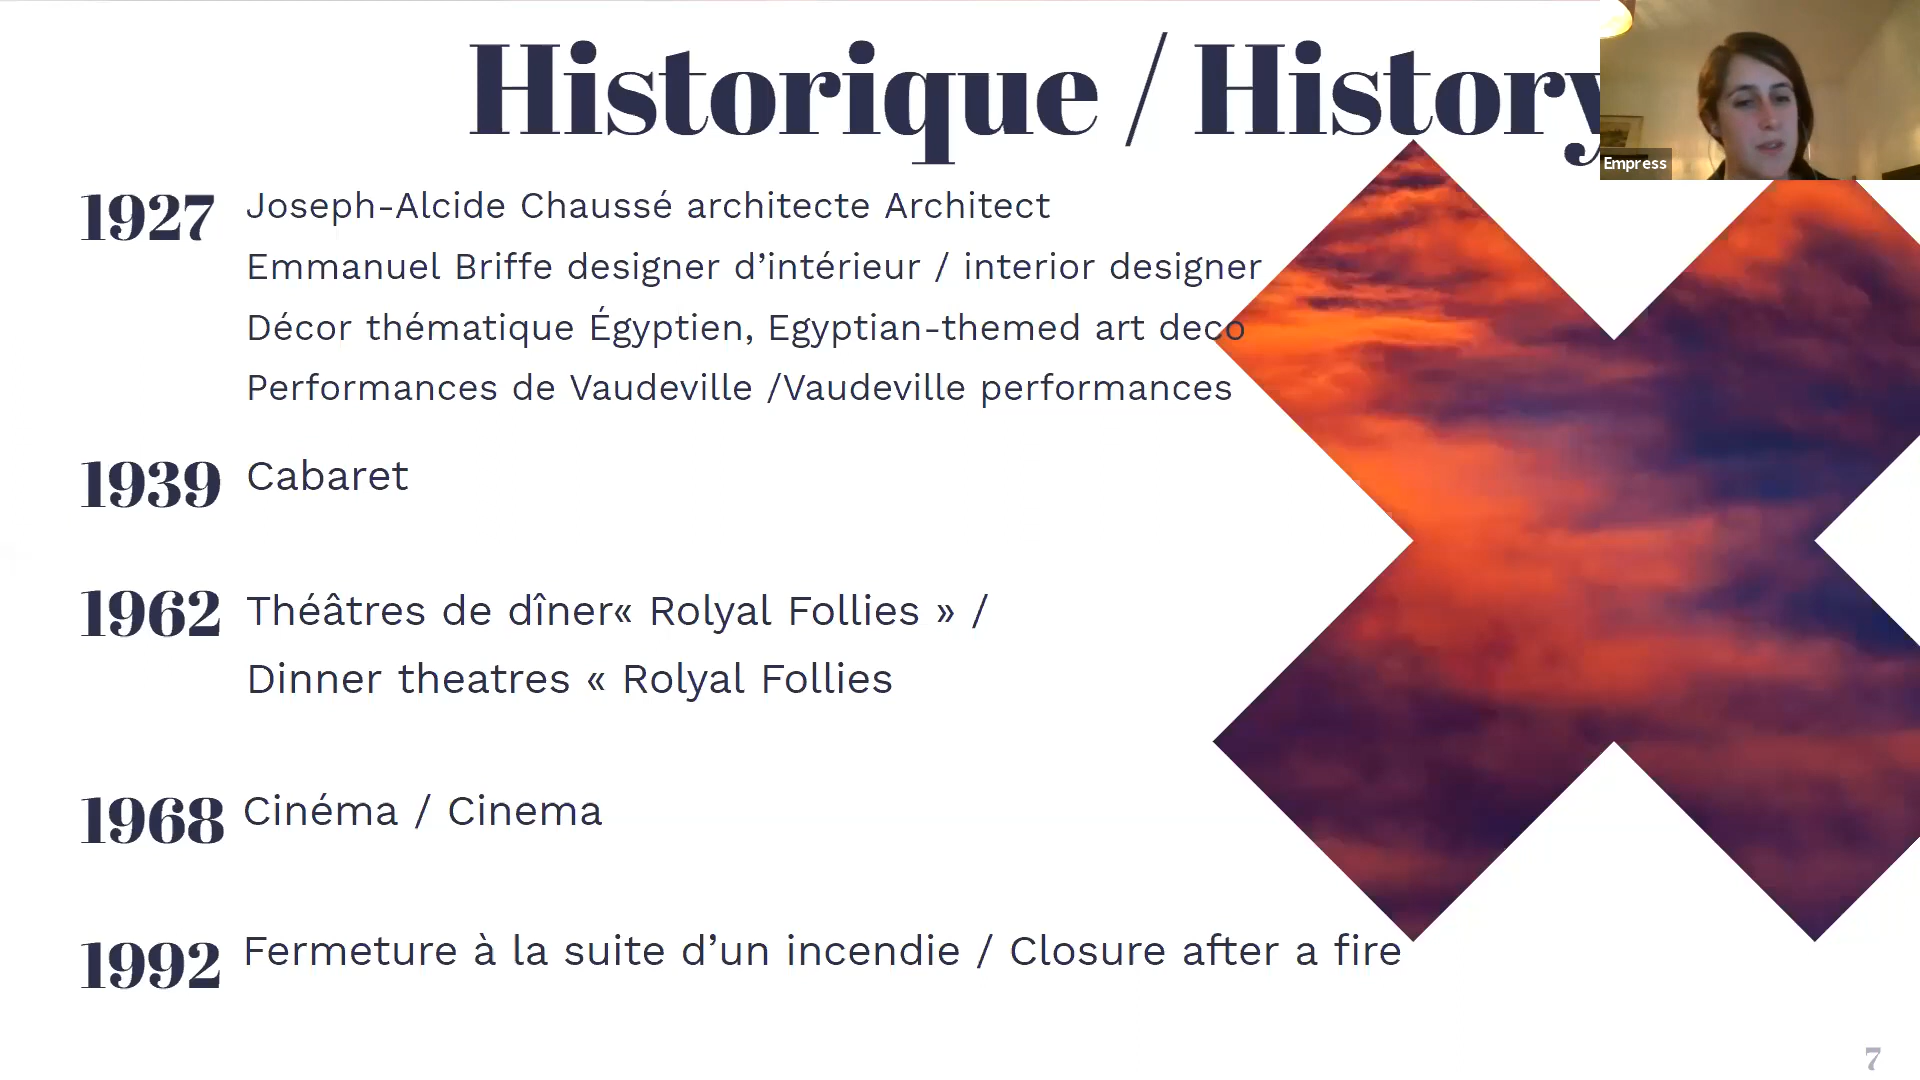 Historique / History
Empress
1927 Joseph-Alcide Chaussé architecte Architect
Emmanuel Briffe designer d’intérieur / interior designer
Décor thématique Égyptien, Egyptian-themed art deco
Performances de Vaudeville /Vaudeville performances
1939 Cabaret
1962 Théâtres de dîner« Rolyal Follies » /
Dinner theatres « Rolyal Follies
1968 Cinéma / Cinema
1992 Fermeture à la suite d’un incendie / Closure after a fire
7